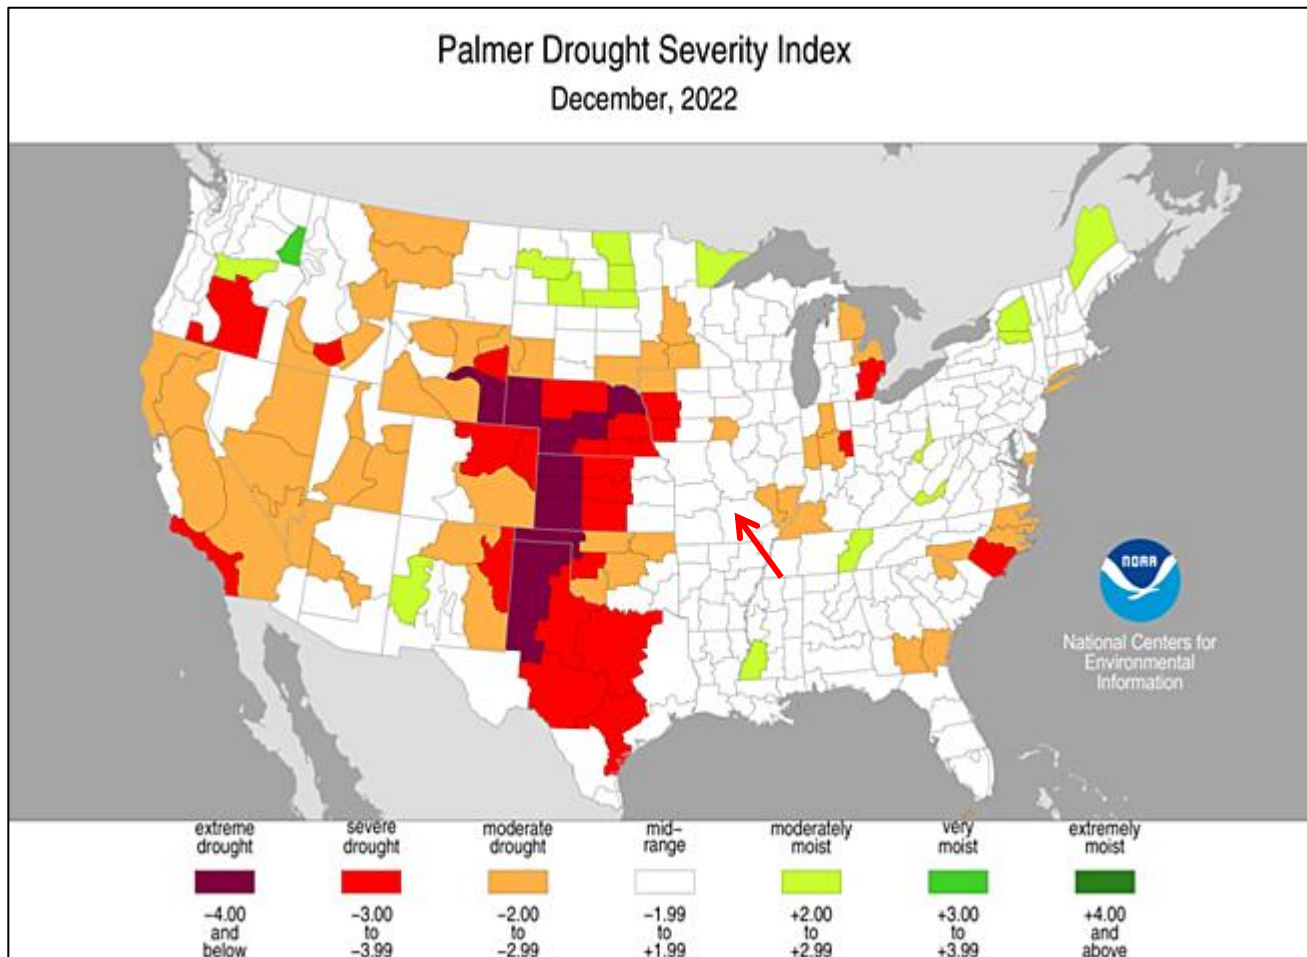 Palmer Drought Severity Index
December, 2022
NOAA
National Centers for
Environmental
Information
extreme
drought
severe
drought
moderate
drought
mid–
range
moderately
moist
very
moist
extremely
moist
−4.00
and
below
−3.00
to
−3.99
−2.00
to
−2.99
−1.99
to
+1.99
+2.00
to
+2.99
+3.00
to
+3.99
+4.00
and
above